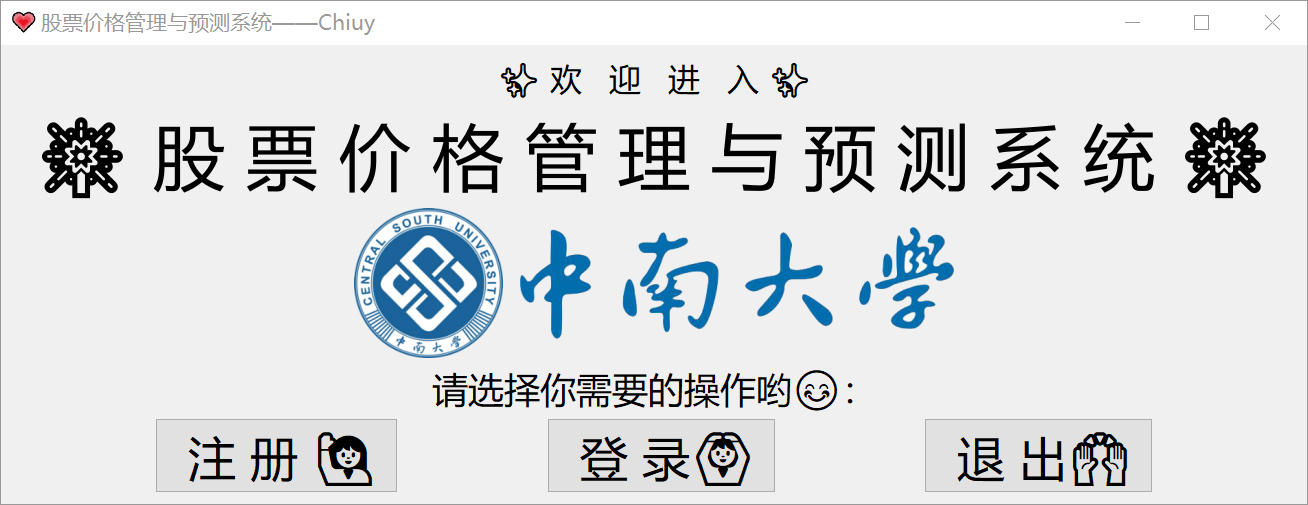 股票价格管理与预测系统——Chiuy
✨ 欢 迎 进 入 ✨
股票价格管理与预测系统
CENTRAL SOUTH UNIVERSITY
中南大學
中南大學
请选择你需要的操作哟😊:
注 册 🙋‍♀️ 登 录 🙆‍♀️ 退 出 🙌